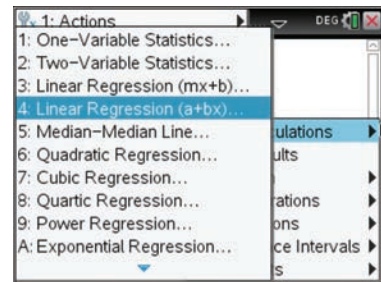 1: Actions
DEG
1: One-Variable Statistics...
2: Two-Variable Statistics...
3: Linear Regression (mx+b)...
4: Linear Regression (a+bx)...
5: Median-Median Line...
ulations
6: Quadratic Regression...
ults
7: Cubic Regression...
8: Quartic Regression...
ations
9: Power Regression...
ons
A: Exponential Regression...
ce Intervals
s